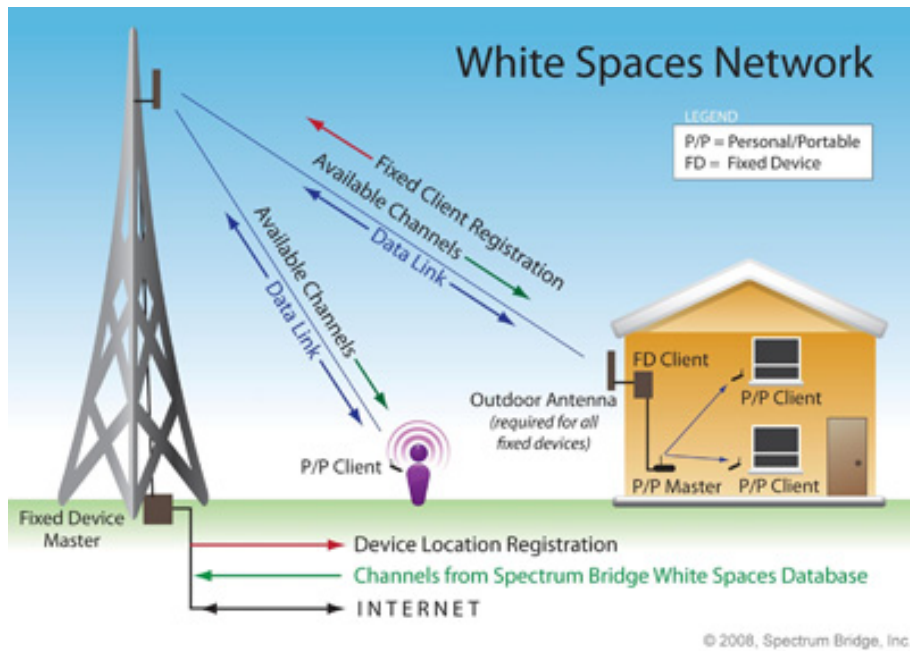 White Spaces Network
LEGEND
P/P = Personal/Portable
FD = Fixed Device
Fixed Client Registration
Available Channels
Data Link
Available Channels
Data Link
FD Client
Outdoor Antenna
(required for all
fixed devices)
P/P Client
P/P Client
P/P Master
P/P Client
Fixed Device
Master
Device Location Registration
Channels from Spectrum Bridge White Spaces Database
INTERNET
© 2008, Spectrum Bridge, Inc